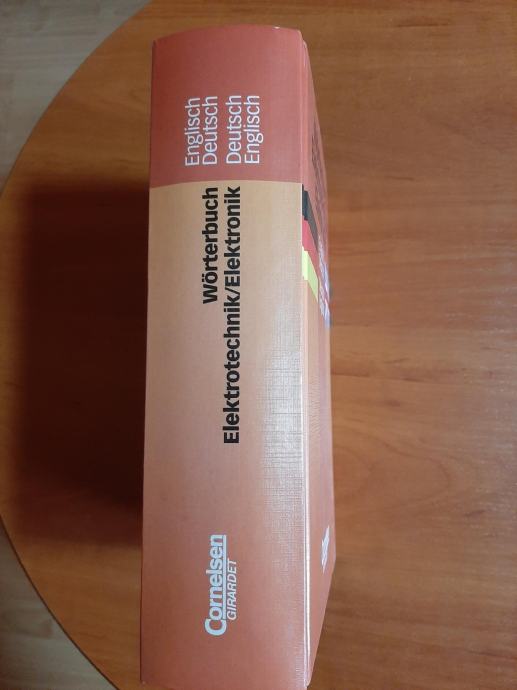 Englisch
Deutsch
Deutsch
Englisch
Wörterbuch
Elektrotechnik/Elektronik
Cornelsen
GIRARDET